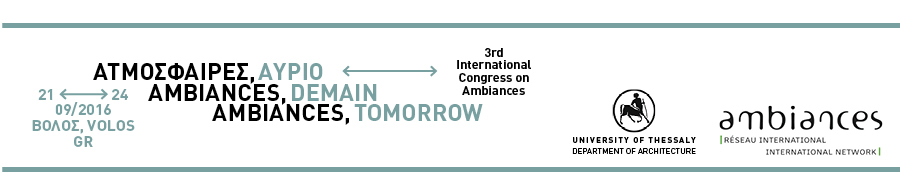 ΑΤΜΟΣΦΑΙΡΕΣ, ΑΥΡΙΟ
AMBIANCES, DEMAIN
AMBIANCES, TOMORROW
21 ⟷ 24
09/2016
ΒΟΛΟΣ, VOLOS
GR
3rd
International
Congress on
Ambiances
UNIVERSITY OF THESSALY
DEPARTMENT OF ARCHITECTURE
ambiances
RÉSEAU INTERNATIONAL
INTERNATIONAL NETWORK